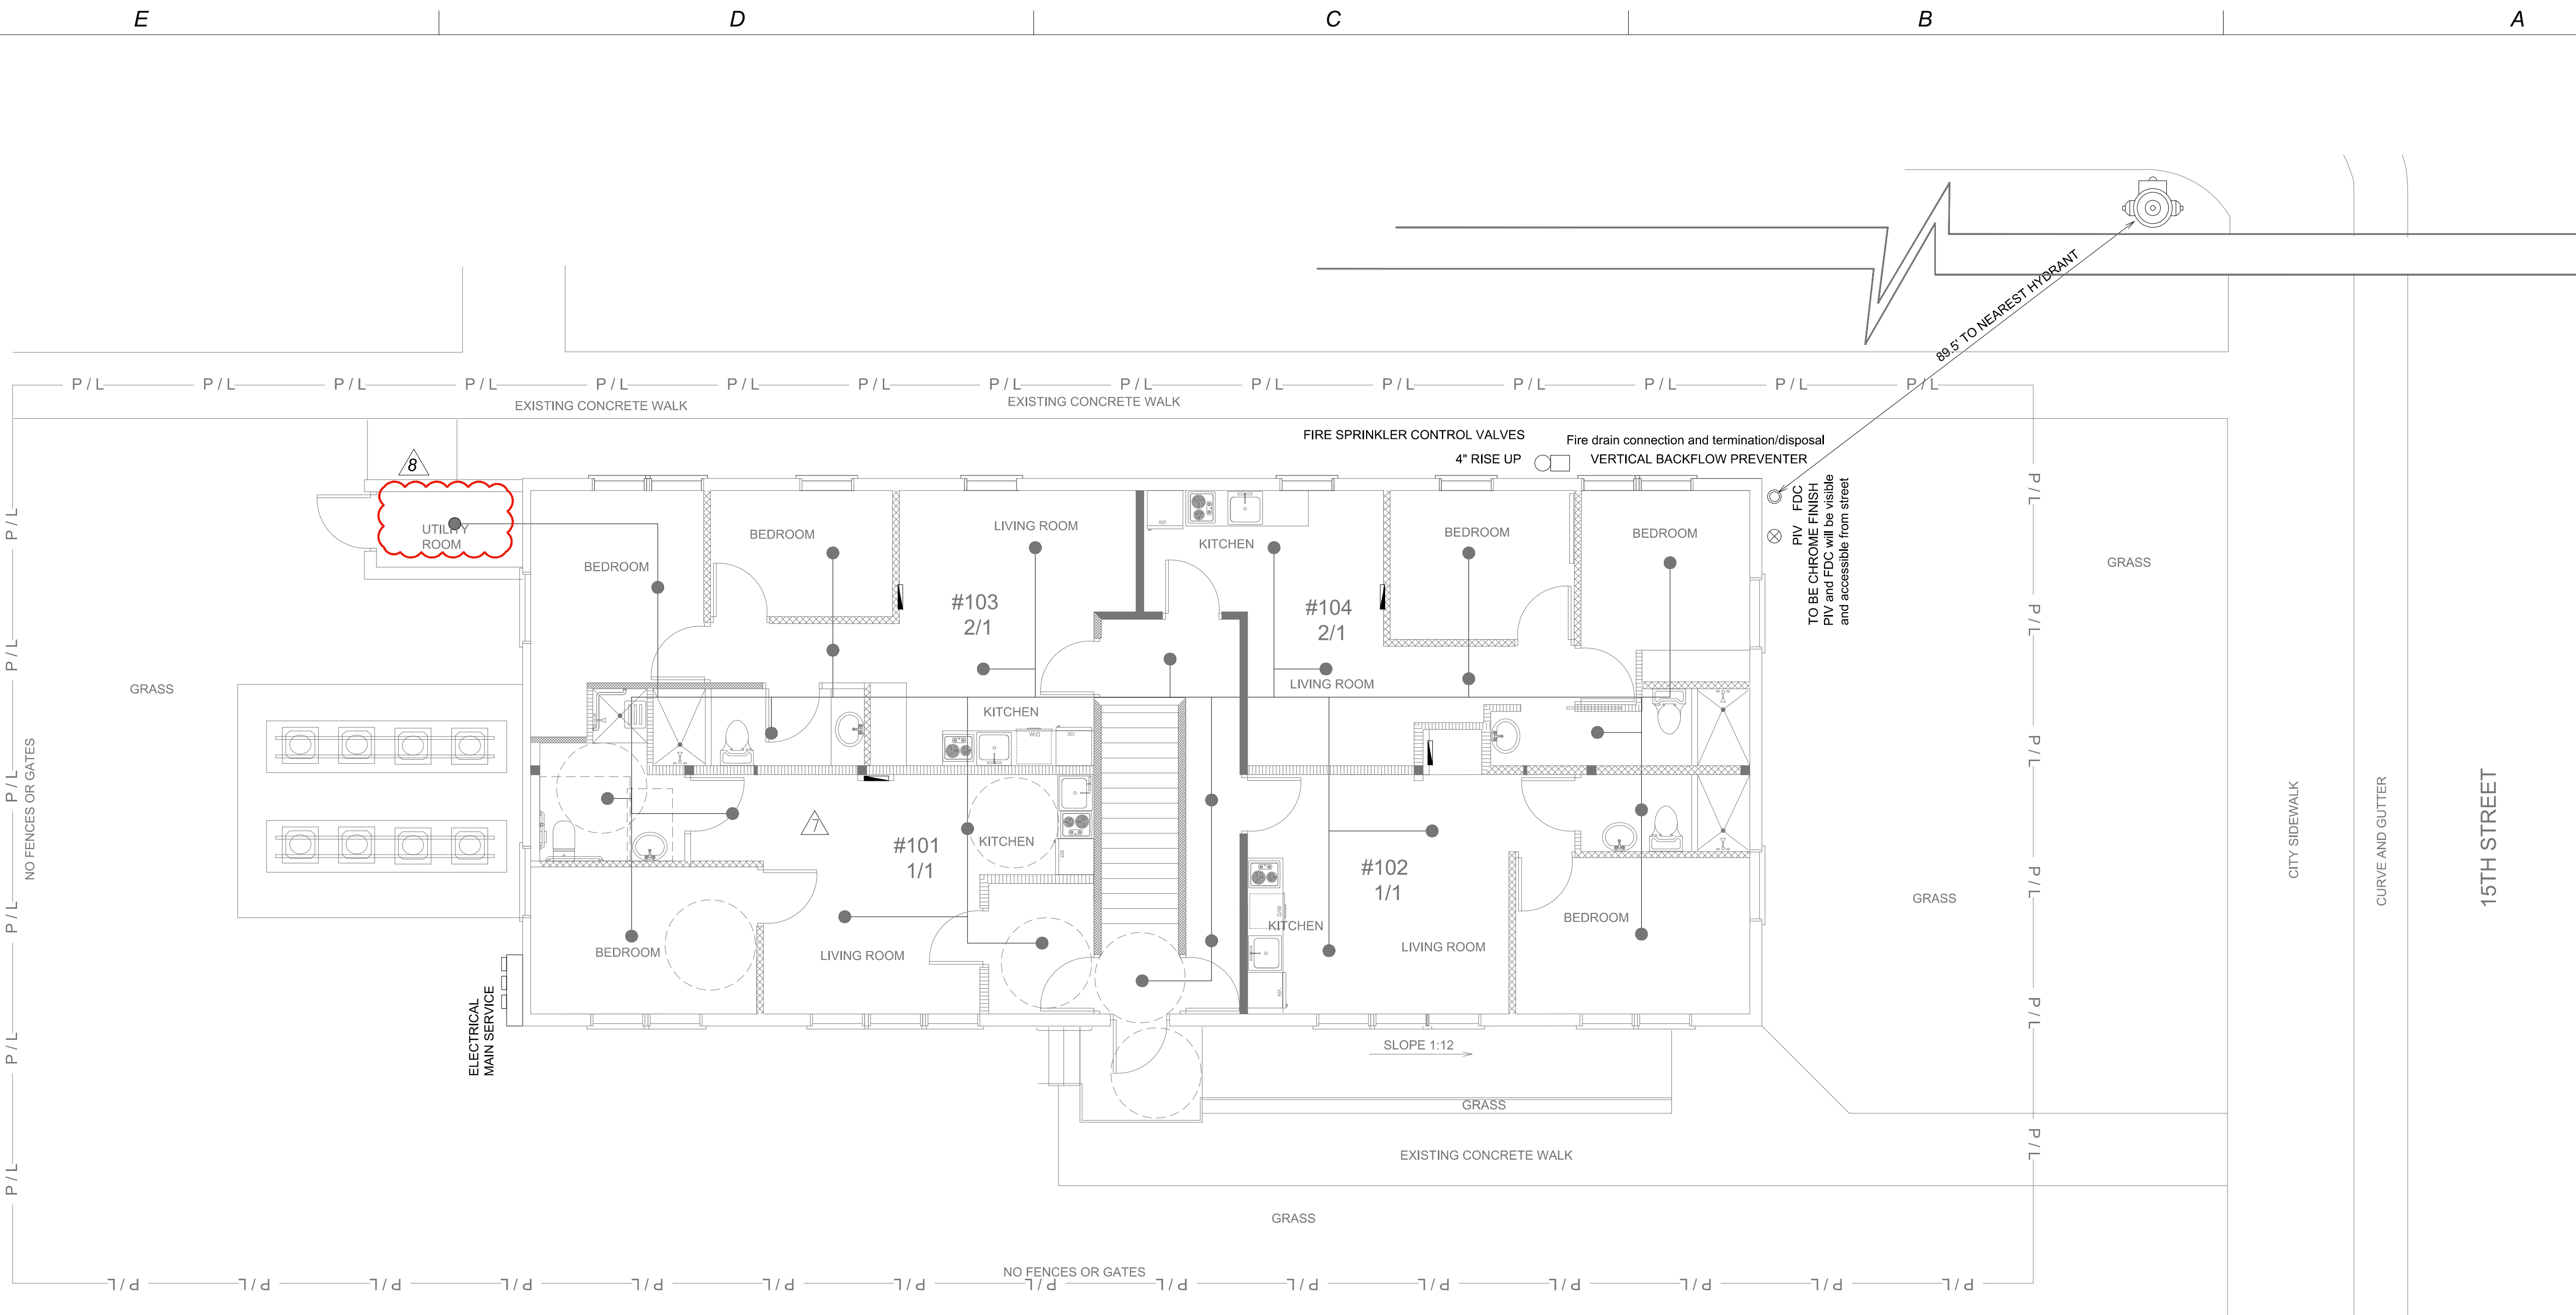 E
D
C
B
A
89.5' TO NEAREST HYDRANT
P / L P / L P / L P / L P / L P / L P / L P / L P / L P / L P / L P / L P / L P / L P / L
EXISTING CONCRETE WALK
EXISTING CONCRETE WALK
FIRE SPRINKLER CONTROL VALVES
Fire drain connection and termination/disposal
4" RISE UP
VERTICAL BACKFLOW PREVENTER
8
UTILITY
ROOM
BEDROOM
BEDROOM
LIVING ROOM
#103
2/1
REF.
KITCHEN
#104
2/1
LIVING ROOM
BEDROOM
BEDROOM
PIV FDC
TO BE CHROME FINISH
PIV and FDC will be visible
and accessible from street
GRASS
P / L P / L P / L P / L P / L P / L
P / L P / L P / L P / L P / L P / L
NO FENCES OR GATES
GRASS
KITCHEN
D/W
REF.
7
#101
1/1
KITCHEN
REF.
BEDROOM
LIVING ROOM
#102
1/1
D/W
KITCHEN
REF.
LIVING ROOM
BEDROOM
GRASS
CITY SIDEWALK
CURVE AND GUTTER
15TH STREET
ELECTRICAL
MAIN SERVICE
SLOPE 1:12
GRASS
EXISTING CONCRETE WALK
GRASS
NO FENCES OR GATES
P / L P / L P / L P / L P / L P / L P / L P / L P / L P / L P / L P / L P / L P / L P / L